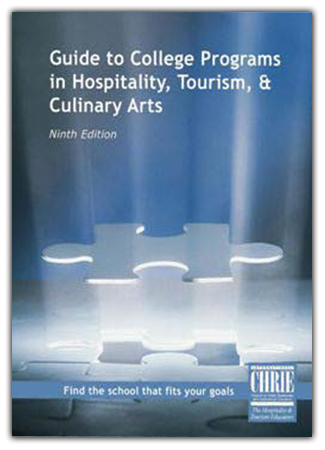 Guide to College Programs
in Hospitality, Tourism, &
Culinary Arts
Ninth Edition
Find the school that fits your goals
INTERNATIONAL
CHRIE
The Hospitality &
Tourism Educators